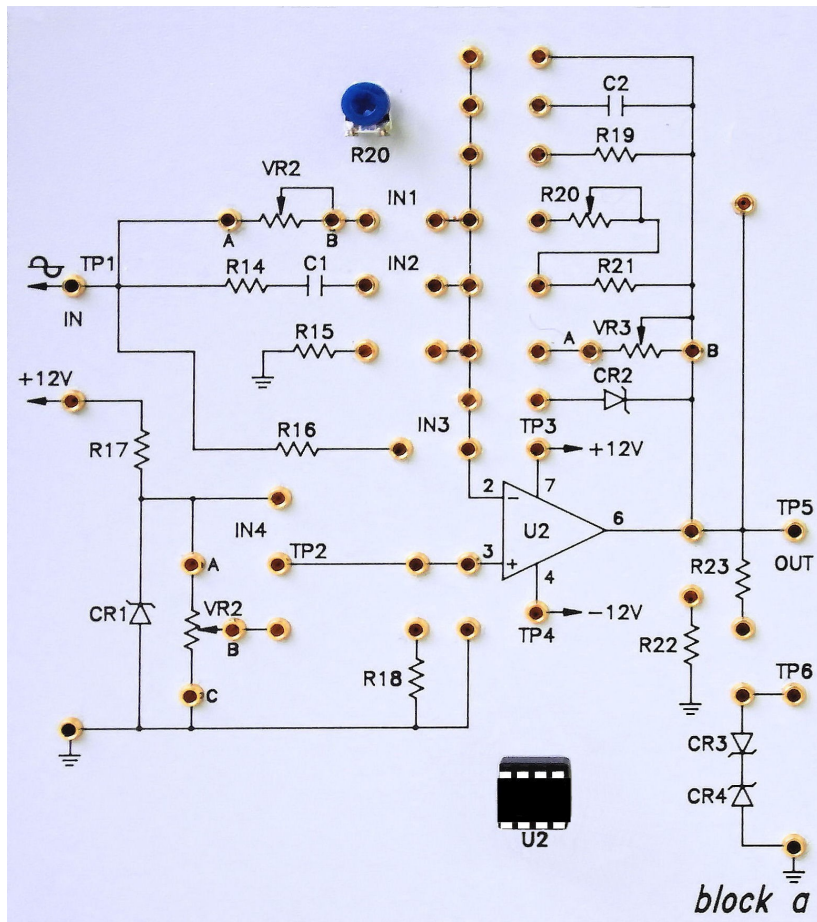 C2
R19
R20
VR2
IN1
R20
A
B
TP1
R14
C1
IN2
R21
IN
R15
A
VR3
B
+12V
CR2
IN3
TP3
R16
+12V
R17
7
2
−
IN4
U2
6
TP5
TP2
3
+
A
4
OUT
R23
CR1
VR2
−12V
B
TP4
R22
R18
C
TP6
CR3
CR4
U2
block a